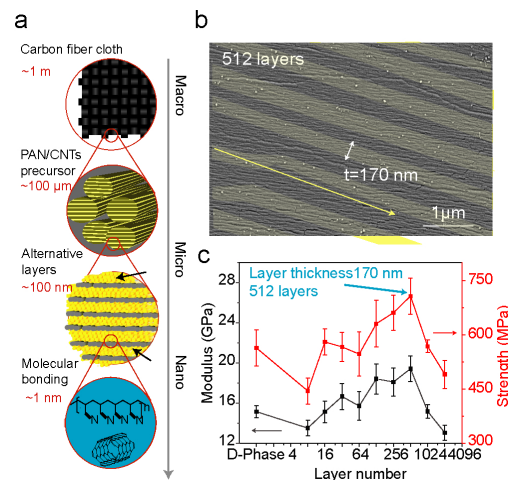 a
Carbon fiber cloth
~1 m
PAN/CNTs
precursor
~100 µm
Alternative
layers
~100 nm
Molecular
bonding
~1 nm
n
N N N N
Macro
Micro
Nano
b
512 layers
t=170 nm
1µm
c
Layer thickness170 nm
512 layers
Modulus (GPa)
28
24
20
16
12
Strength (MPa)
750
600
450
300
D-Phase 4 16 64 256 10244096
Layer number